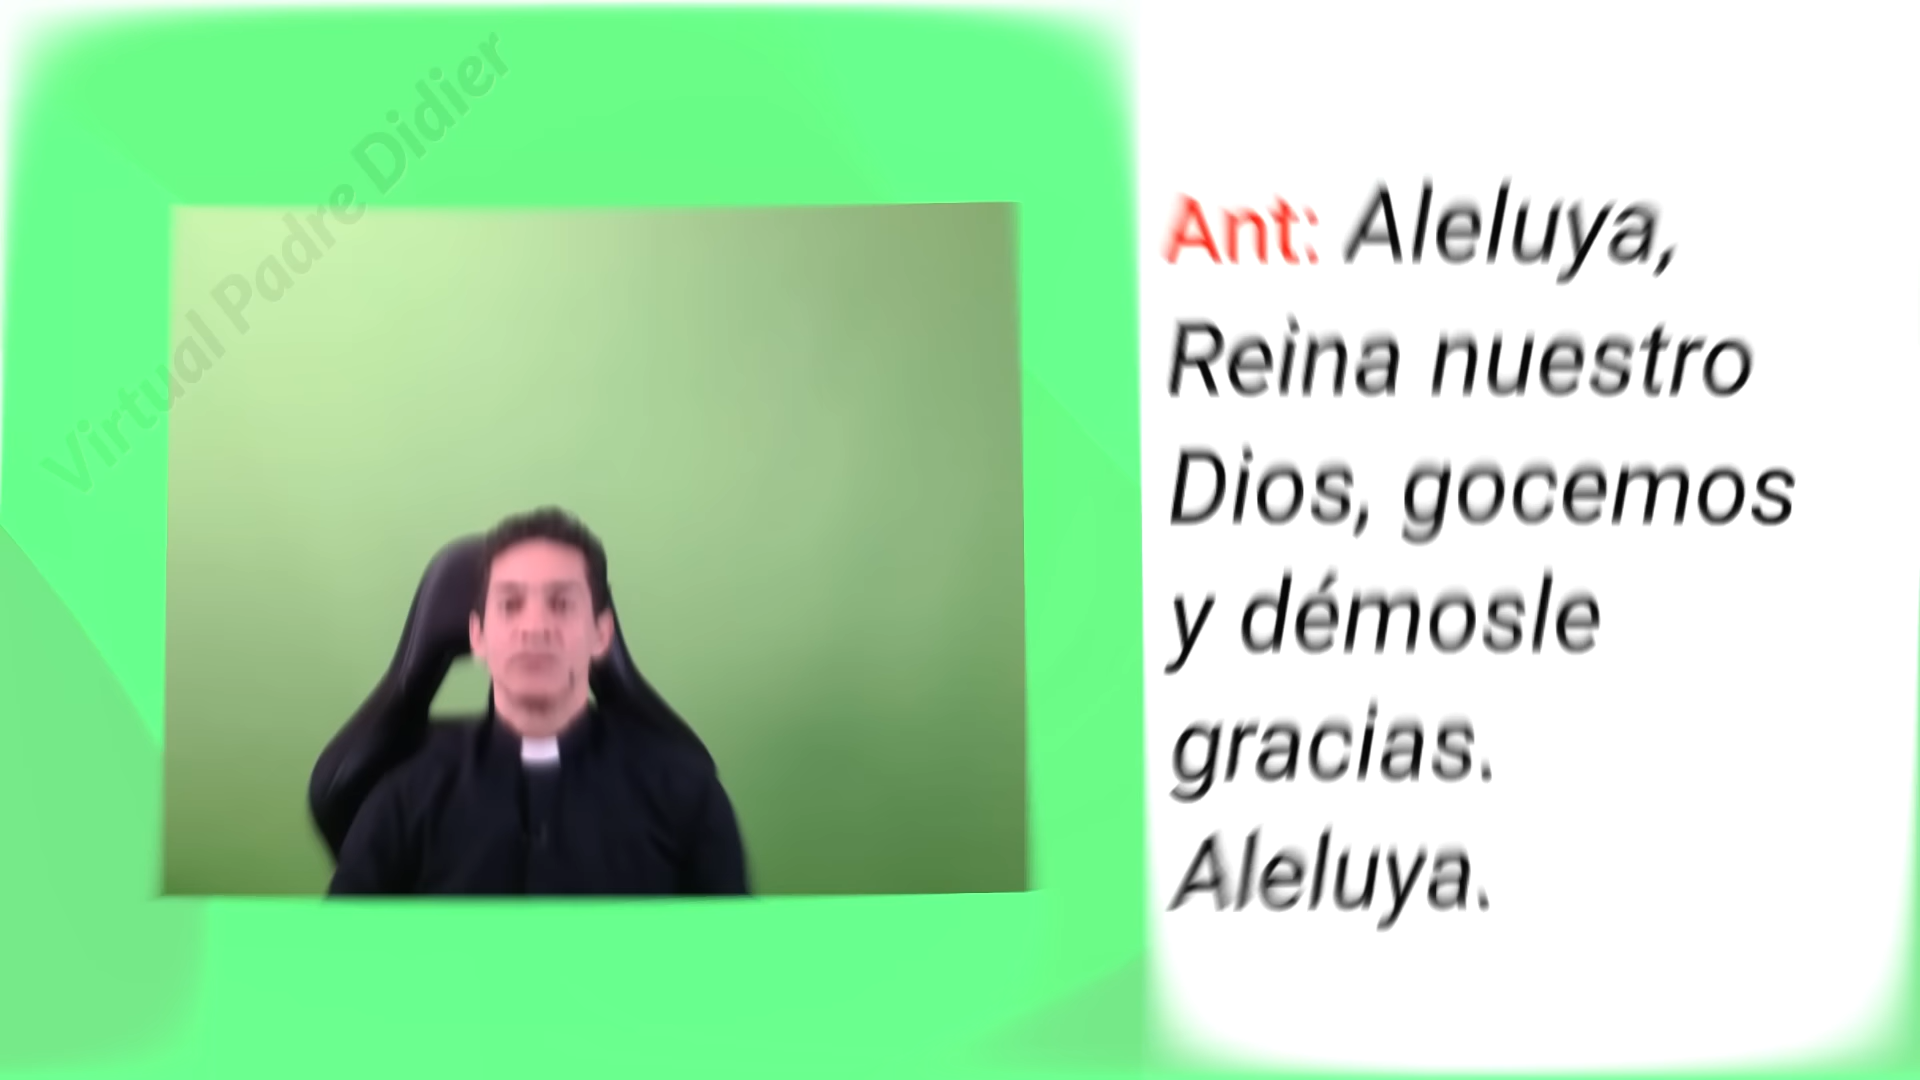 Virtual Padre Didier
Ant: Aleluya,
Reina nuestro
Dios, gocemos
y démosle
gracias.
Aleluya.